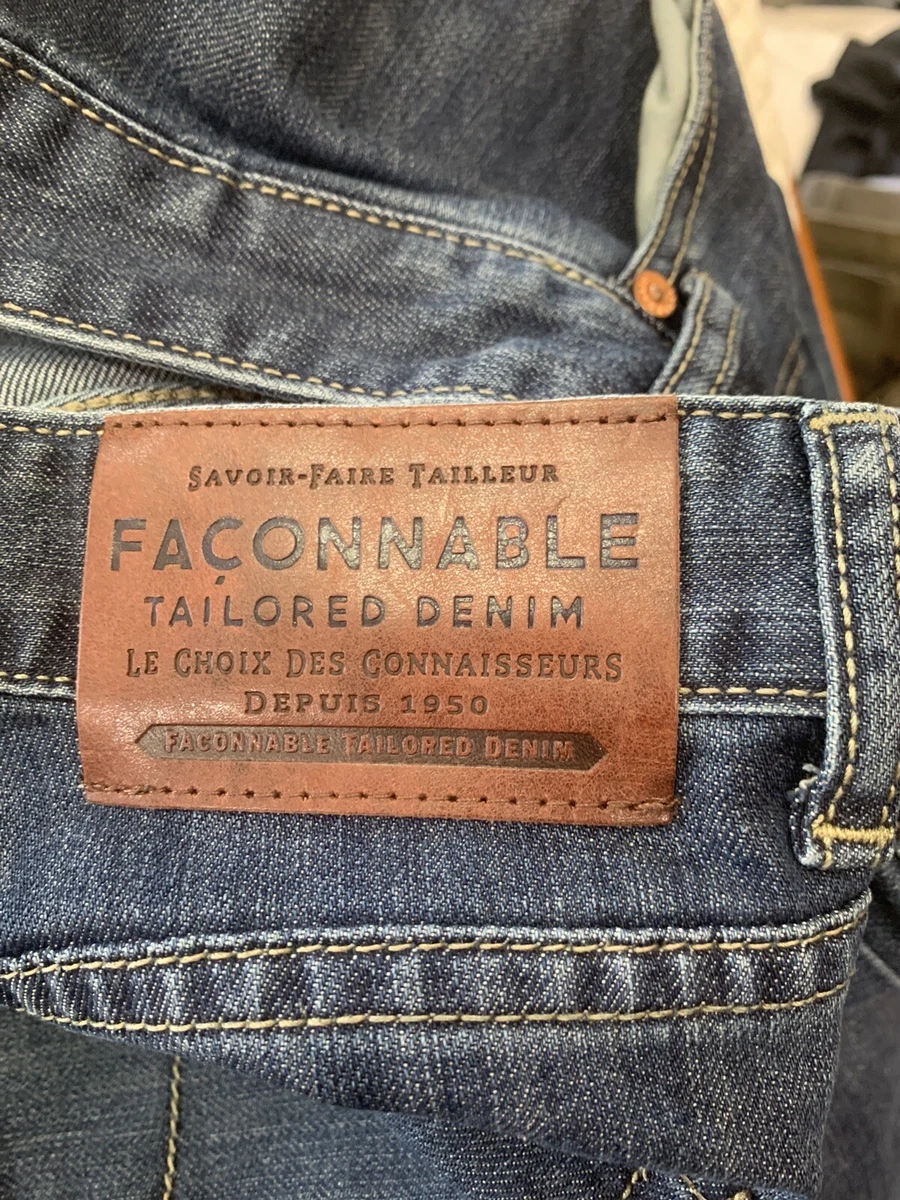 SAVOIR-FAIRE TAILLEUR
FAÇONNABLE
TAILORED DENIM
LE CHOIX DES CONNAISSEURS
DEPUIS 1950
FAÇONNABLE TAILORED DENIM